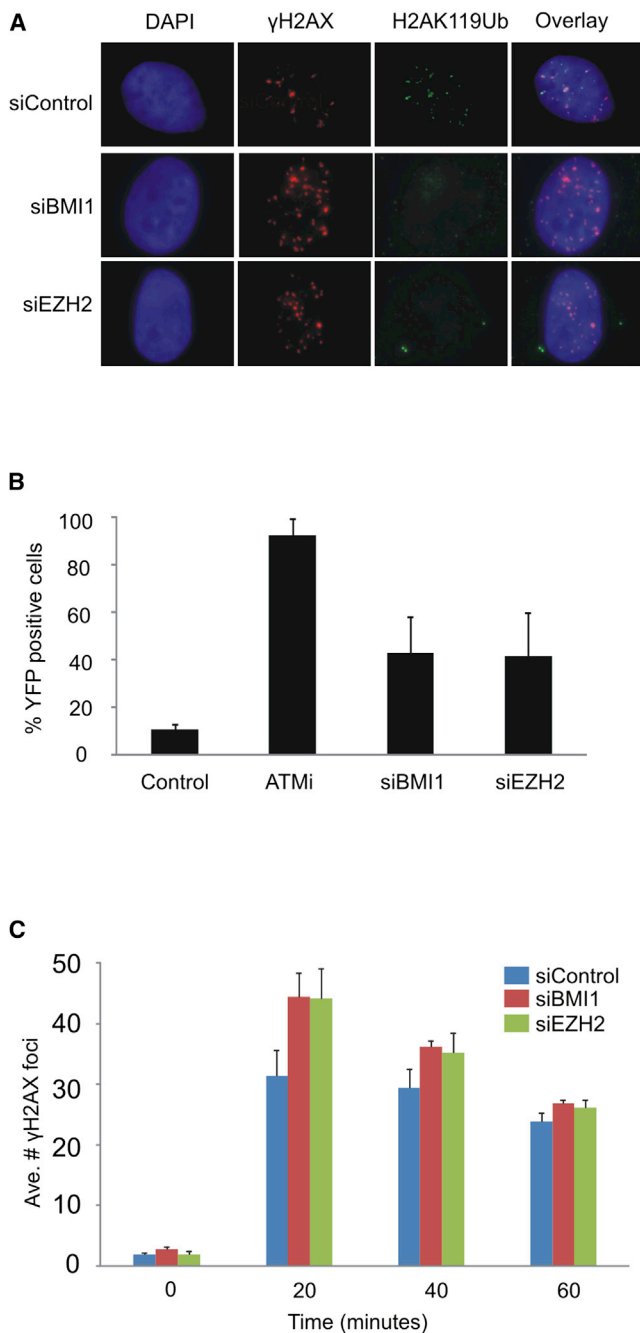 A
DAPI γH2AX H2AK119Ub Overlay
siControl
siBMI1
siEZH2
B
% YFP positive cells
100
80
60
40
20
0
Control ATMi siBMI1 siEZH2
C
Ave. # γH2AX foci
50
40
30
20
10
0
siControl
siBMI1
siEZH2
0 20 40 60
Time (minutes)